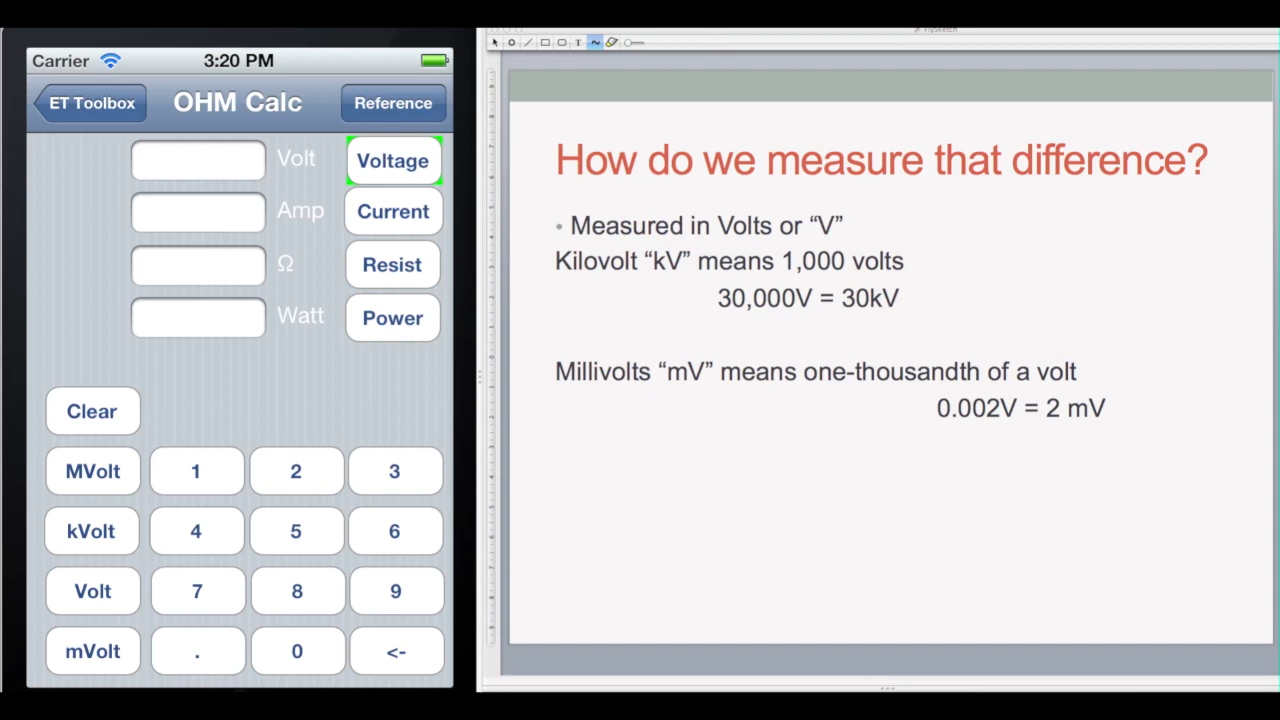 Carrier 3:20 PM
ET Toolbox OHM Calc Reference
Volt Voltage
Amp Current
Ω Resist
Watt Power
Clear
MVolt 1 2 3
kVolt 4 5 6
Volt 7 8 9
mVolt . 0 <-
FlySketch
T
How do we measure that difference?
• Measured in Volts or “V”
Kilovolt “kV” means 1,000 volts
30,000V = 30kV
Millivolts “mV” means one-thousandth of a volt
0.002V = 2 mV